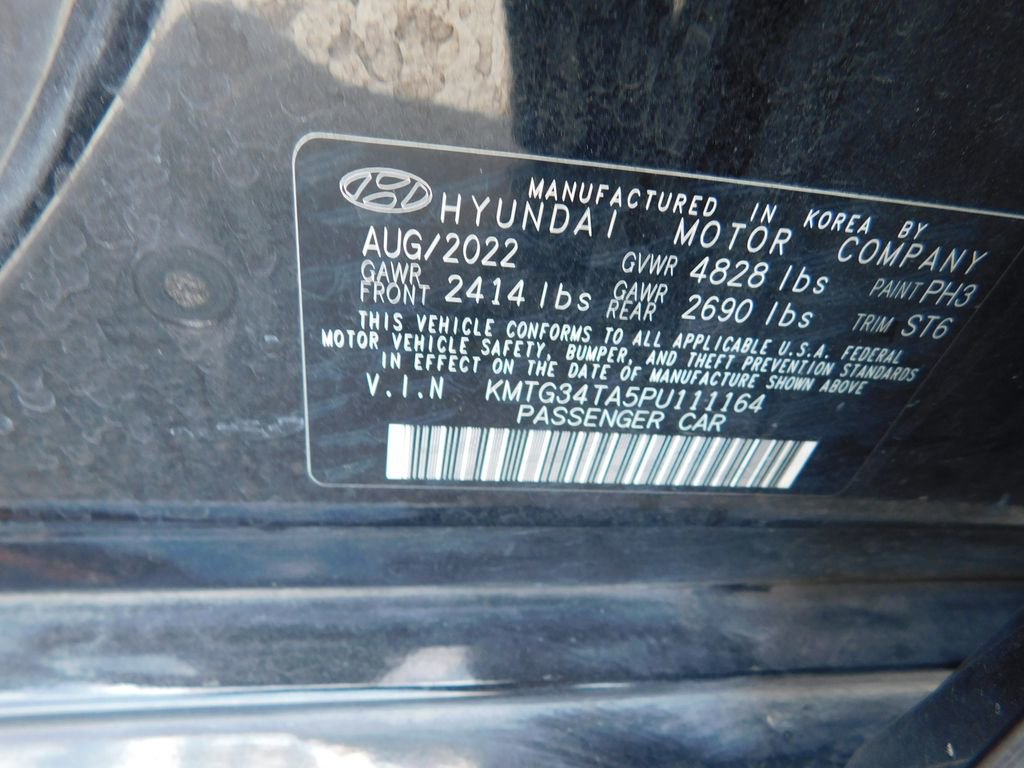 MANUFACTURED IN KOREA BY
HYUNDAI MOTOR COMPANY
AUG/2022 GVWR 4828 lbs PAINT PH3
GAWR FRONT 2414 lbs GAWR REAR 2690 lbs TRIM ST6
THIS VEHICLE CONFORMS TO ALL APPLICABLE U.S.A. FEDERAL
MOTOR VEHICLE SAFETY, BUMPER, AND THEFT PREVENTION STANDARDS
IN EFFECT ON THE DATE OF MANUFACTURE SHOWN ABOVE
V.I.N KMTG34TA5PU111164
PASSENGER CAR